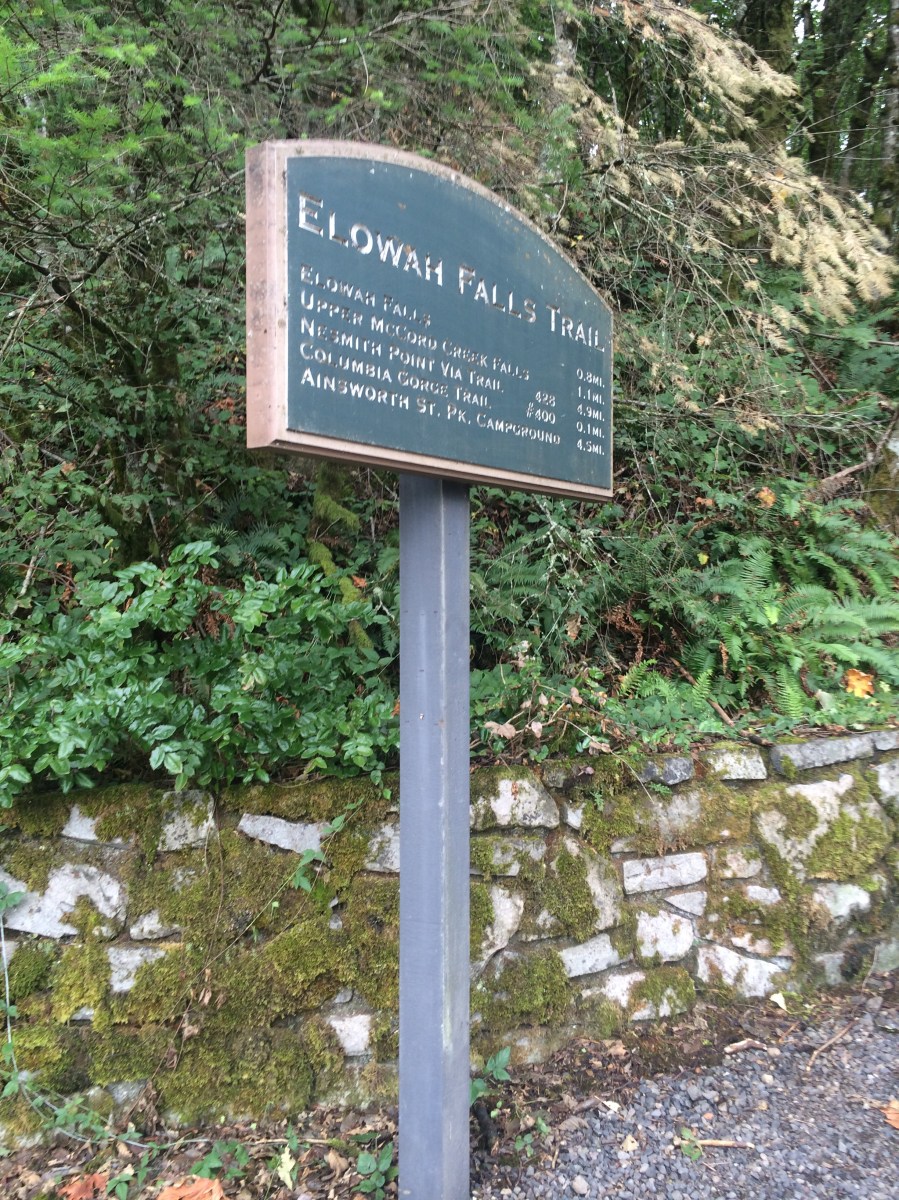 ELOWAH FALLS TRAIL
ELOWAH FALLS 0.8MI.
UPPER MCCORD CREEK FALLS 1.1MI.
NESMITH POINT VIA TRAIL 428 4.9MI.
COLUMBIA GORGE TRAIL #400 0.1MI.
AINSWORTH ST. PK. CAMPGROUND 4.5MI.